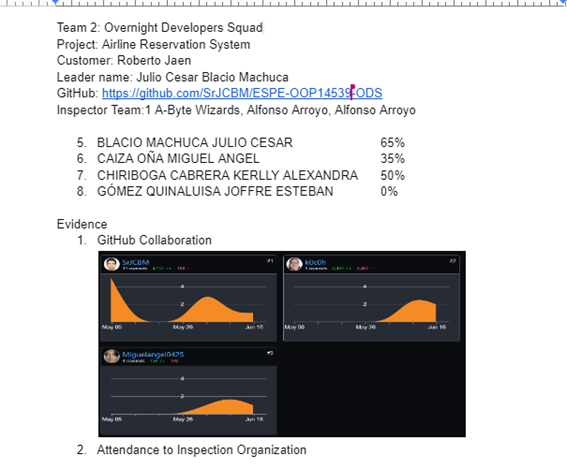 Team 2: Overnight Developers Squad
Project: Airline Reservation System
Customer: Roberto Jaen
Leader name: Julio Cesar Blacio Machuca
GitHub: https://github.com/SrJCBM/ESPE-OOP14539-ODS
Inspector Team:1 A-Byte Wizards, Alfonso Arroyo, Alfonso Arroyo
5. BLACIO MACHUCA JULIO CESAR 65%
6. CAIZA OÑA MIGUEL ANGEL 35%
7. CHIRIBOGA CABRERA KERLLY ALEXANDRA 50%
8. GÓMEZ QUINALUISA JOFFRE ESTEBAN 0%
Evidence
1. GitHub Collaboration
SrJCBM #1 k0c0h #2
commits commits
4 4
2 2
May 05 May 26 Jun 16 May 05 May 26 Jun 16
Miguelangel0425 #3
commits
4
2
May 05 May 26 Jun 16
2. Attendance to Inspection Organization